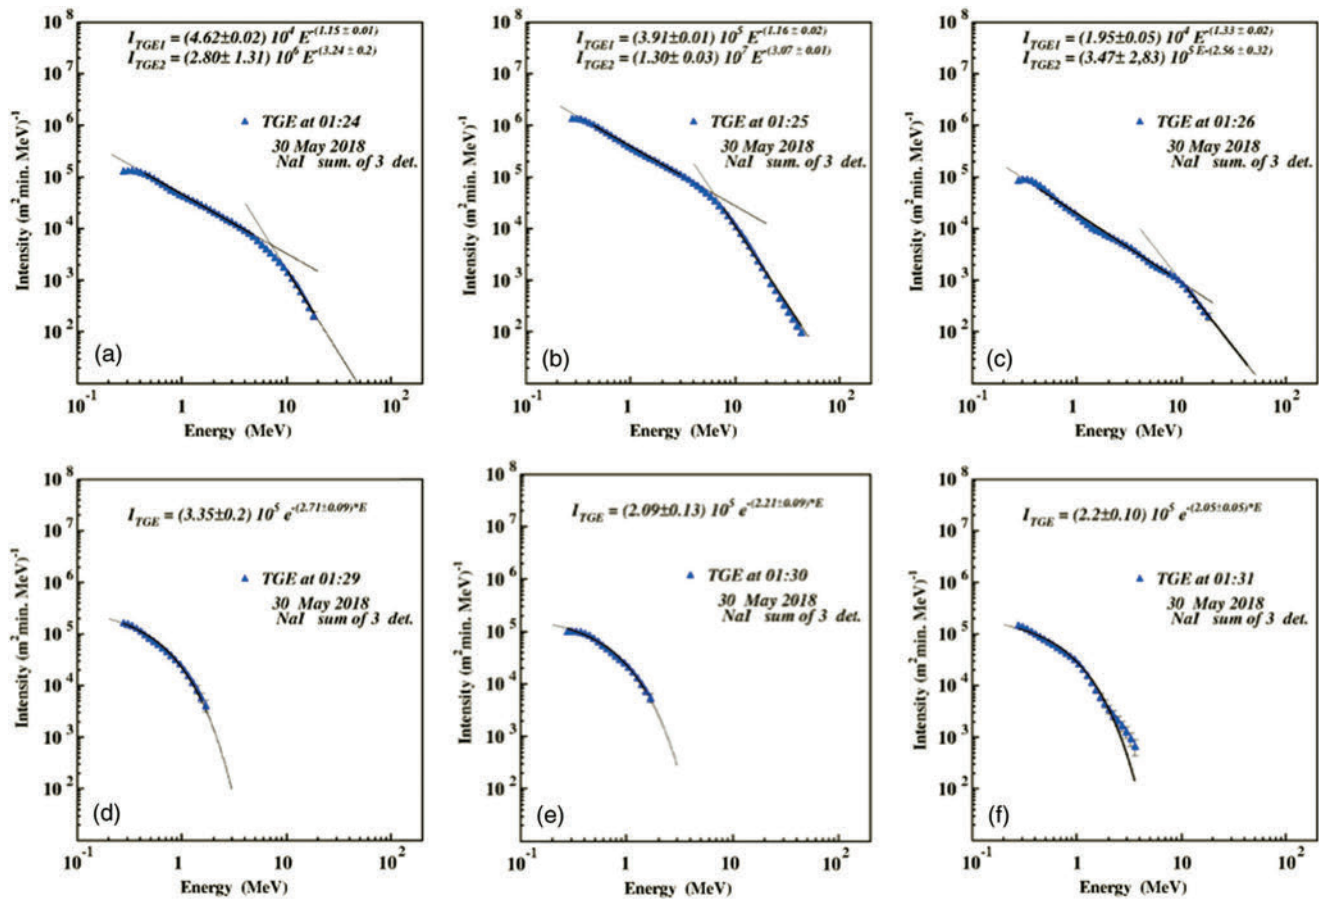 I_TGE1 = (4.62±0.02) 10^4 E^-(1.15 ± 0.01)
I_TGE2 = (2.80± 1.31) 10^6 E^-(3.24 ± 0.2)
TGE at 01:24
30 May 2018
NaI sum. of 3 det.
(a)
10^8
10^7
10^6
10^5
10^4
10^3
10^2
10^-1
1
10
10^2
Intensity (m^2min. MeV)^-1
Energy (MeV)
I_TGE1 = (3.91±0.01) 10^5 E^-(1.16 ± 0.02)
I_TGE2 = (1.30± 0.03) 10^7 E^-(3.07 ± 0.01)
TGE at 01:25
30 May 2018
NaI sum. of 3 det.
(b)
10^8
10^7
10^6
10^5
10^4
10^3
10^2
10^-1
1
10
10^2
Intensity (m^2min. MeV)^-1
Energy (MeV)
I_TGE1 = (1.95±0.05) 10^4 E^-(1.33 ± 0.02)
I_TGE2 = (3.47± 2,83) 10^5 E-(2.56 ± 0.32)
TGE at 01:26
30 May 2018
NaI sum. of 3 det.
(c)
10^8
10^7
10^6
10^5
10^4
10^3
10^2
10^-1
1
10
10^2
Intensity (m^2min. MeV)^-1
Energy (MeV)
I_TGE = (3.35±0.2) 10^5 e^-(2.71±0.09)*E
TGE at 01:29
30 May 2018
NaI sum of 3 det.
(d)
10^8
10^7
10^6
10^5
10^4
10^3
10^2
10^-1
1
10
10^2
Intensity (m^2min. MeV)^-1
Energy (MeV)
I_TGE = (2.09±0.13) 10^5 e^-(2.21±0.09)*E
TGE at 01:30
30 May 2018
NaI sum of 3 det.
(e)
10^8
10^7
10^6
10^5
10^4
10^3
10^2
10^-1
1
10
10^2
Intensity (m^2min. MeV)^-1
Energy (MeV)
I_TGE = (2.2±0.10) 10^5 e^-(2.05±0.05)*E
TGE at 01:31
30 May 2018
NaI sum of 3 det.
(f)
10^8
10^7
10^6
10^5
10^4
10^3
10^2
10^-1
1
10
10^2
Intensity (m^2min. MeV)^-1
Energy (MeV)